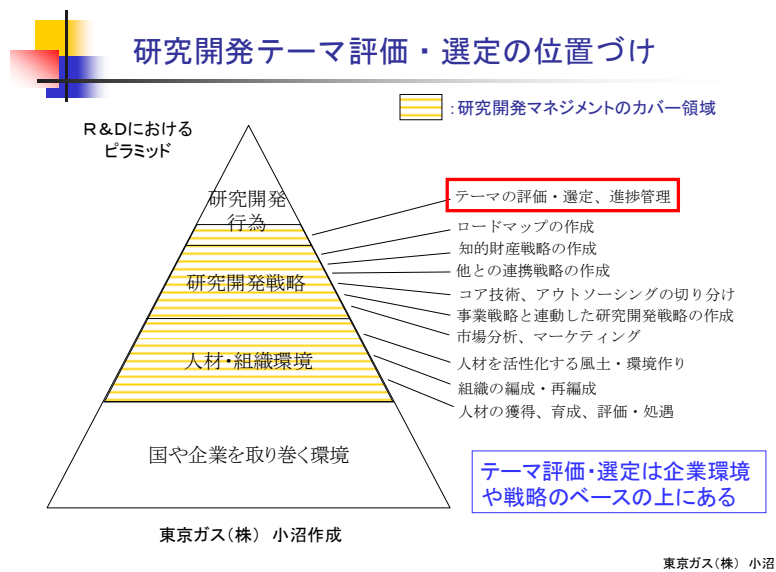 研究開発テーマ評価・選定の位置づけ
:研究開発マネジメントのカバー領域
R&Dにおける
ピラミッド
研究開発
行為
研究開発戦略
人材・組織環境
国や企業を取り巻く環境
テーマの評価・選定、進捗管理
ロードマップの作成
知的財産戦略の作成
他との連携戦略の作成
コア技術、アウトソーシングの切り分け
事業戦略と連動した研究開発戦略の作成
市場分析、マーケティング
人材を活性化する風土・環境作り
組織の編成・再編成
人材の獲得、育成、評価・処遇
テーマ評価・選定は企業環境
や戦略のベースの上にある
東京ガス(株) 小沼作成
東京ガス(株) 小沼